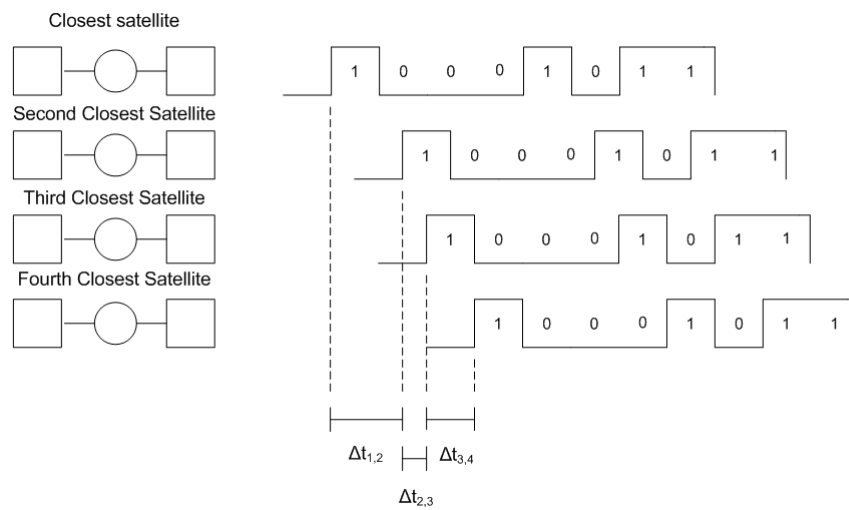 Closest satellite
1 0 0 0 1 0 1 1
Second Closest Satellite
1 0 0 0 1 0 1 1
Third Closest Satellite
1 0 0 0 1 0 1 1
Fourth Closest Satellite
1 0 0 0 1 0 1 1
Δt1,2
Δt3,4
Δt2,3